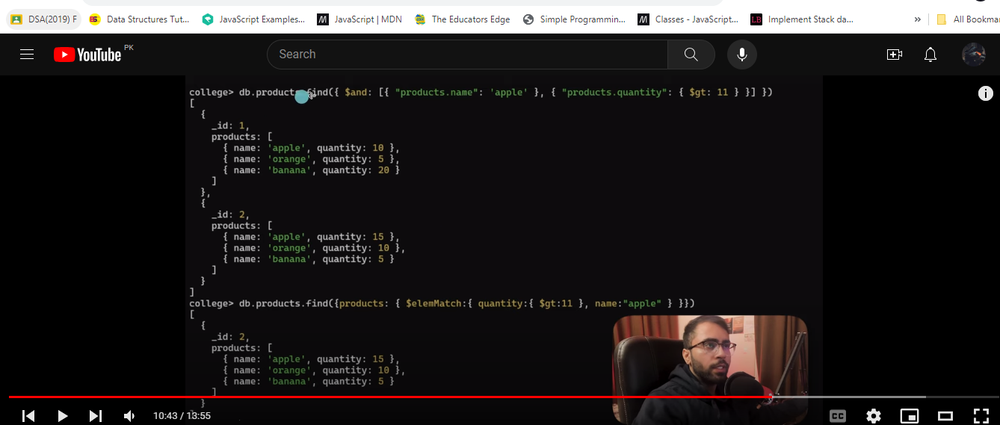 DSA(2019) F
Data Structures Tut...
JavaScript Examples...
JavaScript | MDN
The Educators Edge
Simple Programmin...
Classes - JavaScript...
Implement Stack da...
»
All Bookmar
YouTube PK
Search
college> db.products.find({ $and: [{ "products.name": 'apple' }, { "products.quantity": { $gt: 11 } }] })
[
{
_id: 1,
products: [
{ name: 'apple', quantity: 10 },
{ name: 'orange', quantity: 5 },
{ name: 'banana', quantity: 20 }
]
},
{
_id: 2,
products: [
{ name: 'apple', quantity: 15 },
{ name: 'orange', quantity: 10 },
{ name: 'banana', quantity: 5 }
]
}
]
college> db.products.find({products: { $elemMatch:{ quantity:{ $gt:11 }, name:"apple" } }})
[
{
_id: 2,
products: [
{ name: 'apple', quantity: 15 },
{ name: 'orange', quantity: 10 },
{ name: 'banana', quantity: 5 }
]
}
10:43 / 13:55
CC